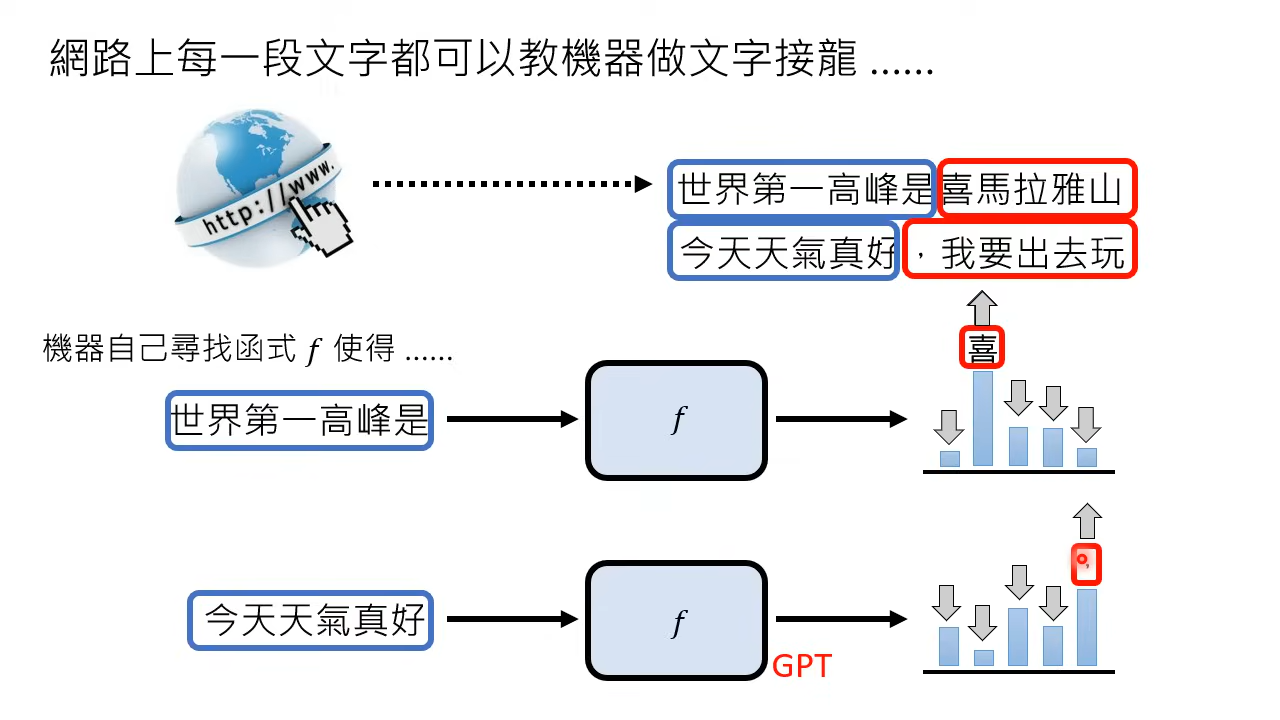 網路上每一段文字都可以教機器做文字接龍 ......
http://www.
世界第一高峰是喜馬拉雅山
今天天氣真好，我要出去玩
機器自己尋找函式 f 使得 ......
喜
世界第一高峰是
f
，
今天天氣真好
f
GPT